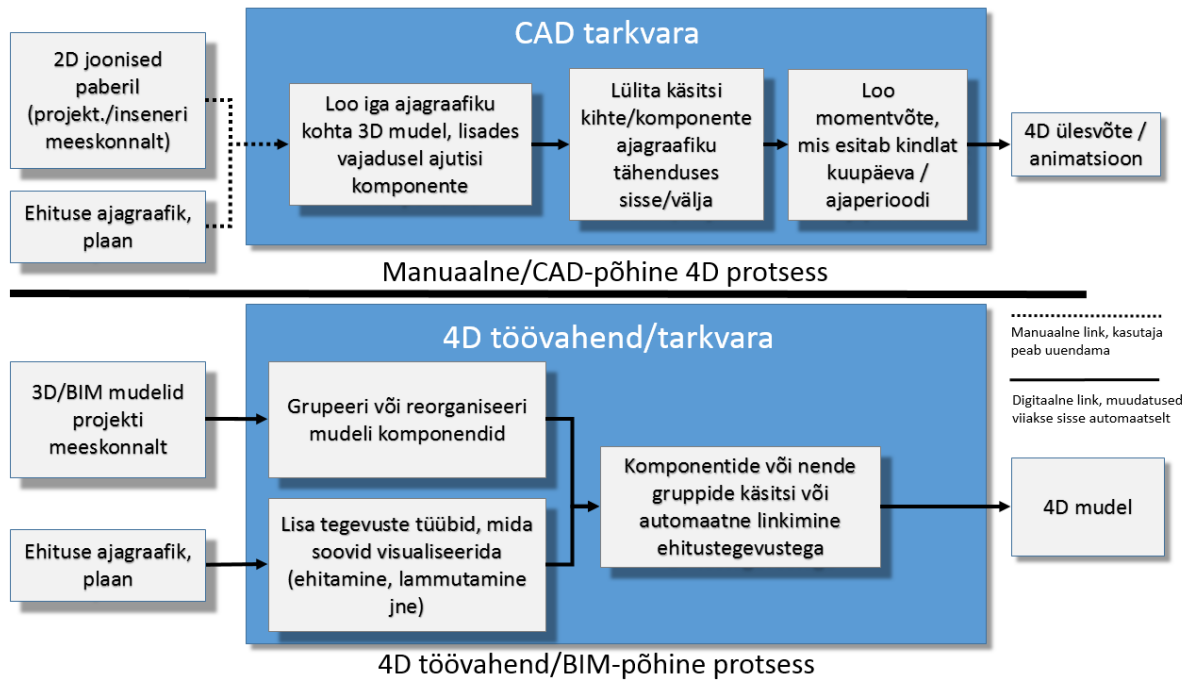 CAD tarkvara
2D joonised
paberil
(projekt./inseneri
meeskonnalt)
Ehituse ajagraafik,
plaan
Loo iga ajagraafiku
kohta 3D mudel, lisades
vajadusel ajutisi
komponente
Lülita käsitsi
kihte/komponente
ajagraafiku
tähenduses
sisse/välja
Loo
momentvõte,
mis esitab kindlat
kuupäeva /
ajaperioodi
4D ülesvõte /
animatsioon
Manuaalne/CAD-põhine 4D protsess
4D töövahend/tarkvara
3D/BIM mudelid
projekti
meeskonnalt
Ehituse ajagraafik,
plaan
Grupeeri või reorganiseeri
mudeli komponendid
Lisa tegevuste tüübid, mida
soovid visualiseerida
(ehitamine, lammutamine
jne)
Komponentide või nende
gruppide käsitsi või
automaatne linkimine
ehitustegevustega
Manuaalne link, kasutaja
peab uuendama
Digitaalne link, muudatused
viiakse sisse automaatselt
4D mudel
4D töövahend/BIM-põhine protsess